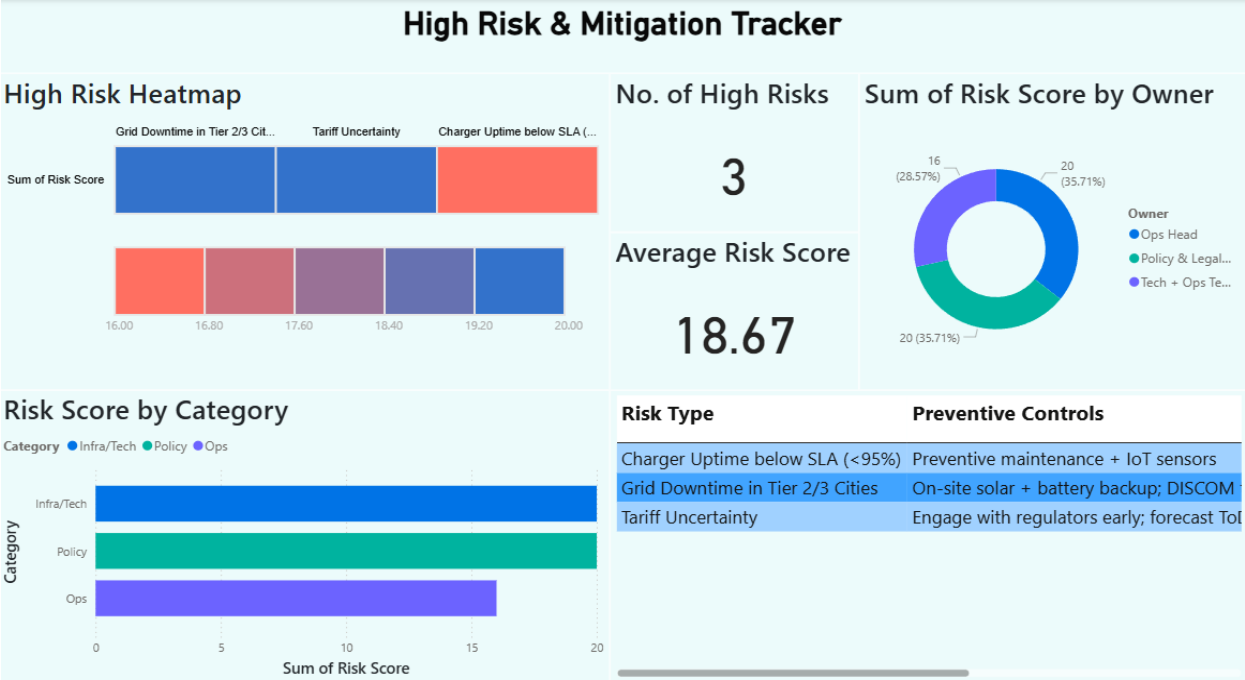 High Risk & Mitigation Tracker
High Risk Heatmap
Grid Downtime in Tier 2/3 Cit... Tariff Uncertainty Charger Uptime below SLA (...
Sum of Risk Score
16.00 16.80 17.60 18.40 19.20 20.00
No. of High Risks
3
Average Risk Score
18.67
Sum of Risk Score by Owner
16
(28.57%)
20
(35.71%)
20 (35.71%)
Owner
Ops Head
Policy & Legal...
Tech + Ops Te...
Risk Score by Category
Category Infra/Tech Policy Ops
Category
Infra/Tech
Policy
Ops
0 5 10 15 20
Sum of Risk Score
Risk Type Preventive Controls
Charger Uptime below SLA (<95%) Preventive maintenance + IoT sensors
Grid Downtime in Tier 2/3 Cities On-site solar + battery backup; DISCOM
Tariff Uncertainty Engage with regulators early; forecast